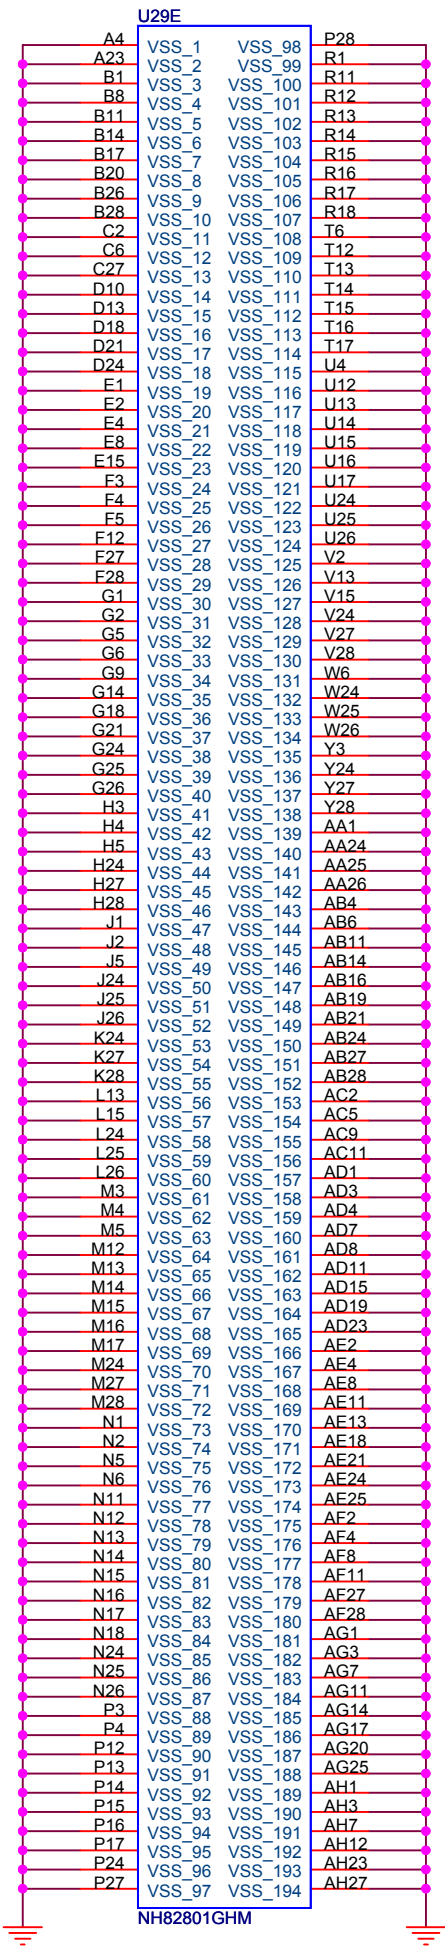 U29E
A4 VSS_1 VSS_98 P28
A23 VSS_2 VSS_99 R1
B1 VSS_3 VSS_100 R11
B8 VSS_4 VSS_101 R12
B11 VSS_5 VSS_102 R13
B14 VSS_6 VSS_103 R14
B17 VSS_7 VSS_104 R15
B20 VSS_8 VSS_105 R16
B26 VSS_9 VSS_106 R17
B28 VSS_10 VSS_107 R18
C2 VSS_11 VSS_108 T6
C6 VSS_12 VSS_109 T12
C27 VSS_13 VSS_110 T13
D10 VSS_14 VSS_111 T14
D13 VSS_15 VSS_112 T15
D18 VSS_16 VSS_113 T16
D21 VSS_17 VSS_114 T17
D24 VSS_18 VSS_115 U4
E1 VSS_19 VSS_116 U12
E2 VSS_20 VSS_117 U13
E4 VSS_21 VSS_118 U14
E8 VSS_22 VSS_119 U15
E15 VSS_23 VSS_120 U16
F3 VSS_24 VSS_121 U17
F4 VSS_25 VSS_122 U24
F5 VSS_26 VSS_123 U25
F12 VSS_27 VSS_124 U26
F27 VSS_28 VSS_125 V2
F28 VSS_29 VSS_126 V13
G1 VSS_30 VSS_127 V15
G2 VSS_31 VSS_128 V24
G5 VSS_32 VSS_129 V27
G6 VSS_33 VSS_130 V28
G9 VSS_34 VSS_131 W6
G14 VSS_35 VSS_132 W24
G18 VSS_36 VSS_133 W25
G21 VSS_37 VSS_134 W26
G24 VSS_38 VSS_135 Y3
G25 VSS_39 VSS_136 Y24
G26 VSS_40 VSS_137 Y27
H3 VSS_41 VSS_138 Y28
H4 VSS_42 VSS_139 AA1
H5 VSS_43 VSS_140 AA24
H24 VSS_44 VSS_141 AA25
H27 VSS_45 VSS_142 AA26
H28 VSS_46 VSS_143 AB4
J1 VSS_47 VSS_144 AB6
J2 VSS_48 VSS_145 AB11
J5 VSS_49 VSS_146 AB14
J24 VSS_50 VSS_147 AB16
J25 VSS_51 VSS_148 AB19
J26 VSS_52 VSS_149 AB21
K24 VSS_53 VSS_150 AB24
K27 VSS_54 VSS_151 AB27
K28 VSS_55 VSS_152 AB28
L13 VSS_56 VSS_153 AC2
L15 VSS_57 VSS_154 AC5
L24 VSS_58 VSS_155 AC9
L25 VSS_59 VSS_156 AC11
L26 VSS_60 VSS_157 AD1
M3 VSS_61 VSS_158 AD3
M4 VSS_62 VSS_159 AD4
M5 VSS_63 VSS_160 AD7
M12 VSS_64 VSS_161 AD8
M13 VSS_65 VSS_162 AD11
M14 VSS_66 VSS_163 AD15
M15 VSS_67 VSS_164 AD19
M16 VSS_68 VSS_165 AD23
M17 VSS_69 VSS_166 AE2
M24 VSS_70 VSS_167 AE4
M27 VSS_71 VSS_168 AE8
M28 VSS_72 VSS_169 AE11
N1 VSS_73 VSS_170 AE13
N2 VSS_74 VSS_171 AE18
N5 VSS_75 VSS_172 AE21
N6 VSS_76 VSS_173 AE24
N11 VSS_77 VSS_174 AE25
N12 VSS_78 VSS_175 AF2
N13 VSS_79 VSS_176 AF4
N14 VSS_80 VSS_177 AF8
N15 VSS_81 VSS_178 AF11
N16 VSS_82 VSS_179 AF27
N17 VSS_83 VSS_180 AF28
N18 VSS_84 VSS_181 AG1
N24 VSS_85 VSS_182 AG3
N25 VSS_86 VSS_183 AG7
N26 VSS_87 VSS_184 AG11
P3 VSS_88 VSS_185 AG14
P4 VSS_89 VSS_186 AG17
P12 VSS_90 VSS_187 AG20
P13 VSS_91 VSS_188 AG25
P14 VSS_92 VSS_189 AH1
P15 VSS_93 VSS_190 AH3
P16 VSS_94 VSS_191 AH7
P17 VSS_95 VSS_192 AH12
P24 VSS_96 VSS_193 AH23
P27 VSS_97 VSS_194 AH27
NH82801GHM